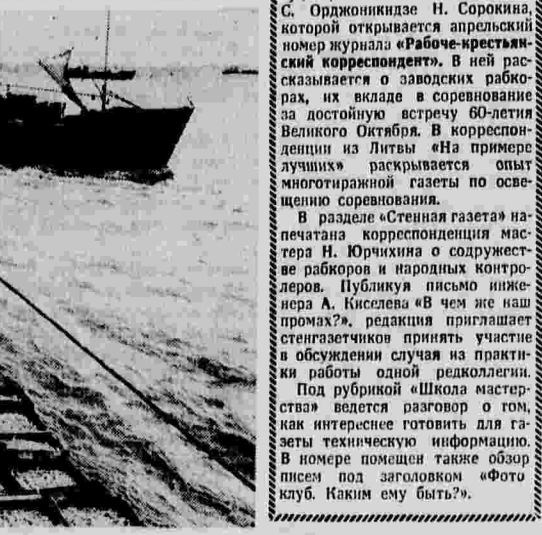 С. Орджоникидзе Н. Сорокина,
которой открывается апрельский
номер журнала «Рабоче-крестьян-
ский корреспондент». В ней рас-
сказывается о заводских рабко-
рах, их вкладе в соревнование
за достойную встречу 60-летия
Великого Октября. В корреспон-
денции из Литвы «На примере
лучших» раскрывается опыт
многотиражной газеты по осве-
щению соревнования.
В разделе «Стенная газета» на-
печатана корреспонденция мас-
тера Н. Юрчихина о содружест-
ве рабкоров и народных контро-
леров. Публикуя письмо инже-
нера А. Киселева «В чем же наш
промах?», редакция приглашает
стенгазетчиков принять участие
в обсуждении случая из практи-
ки работы одной редколлегии.
Под рубрикой «Школа мастер-
ства» ведется разговор о том,
как интереснее готовить для га-
зеты техническую информацию.
В номере помещен также обзор
писем под заголовком «Фото
клуб. Каким ему быть?».